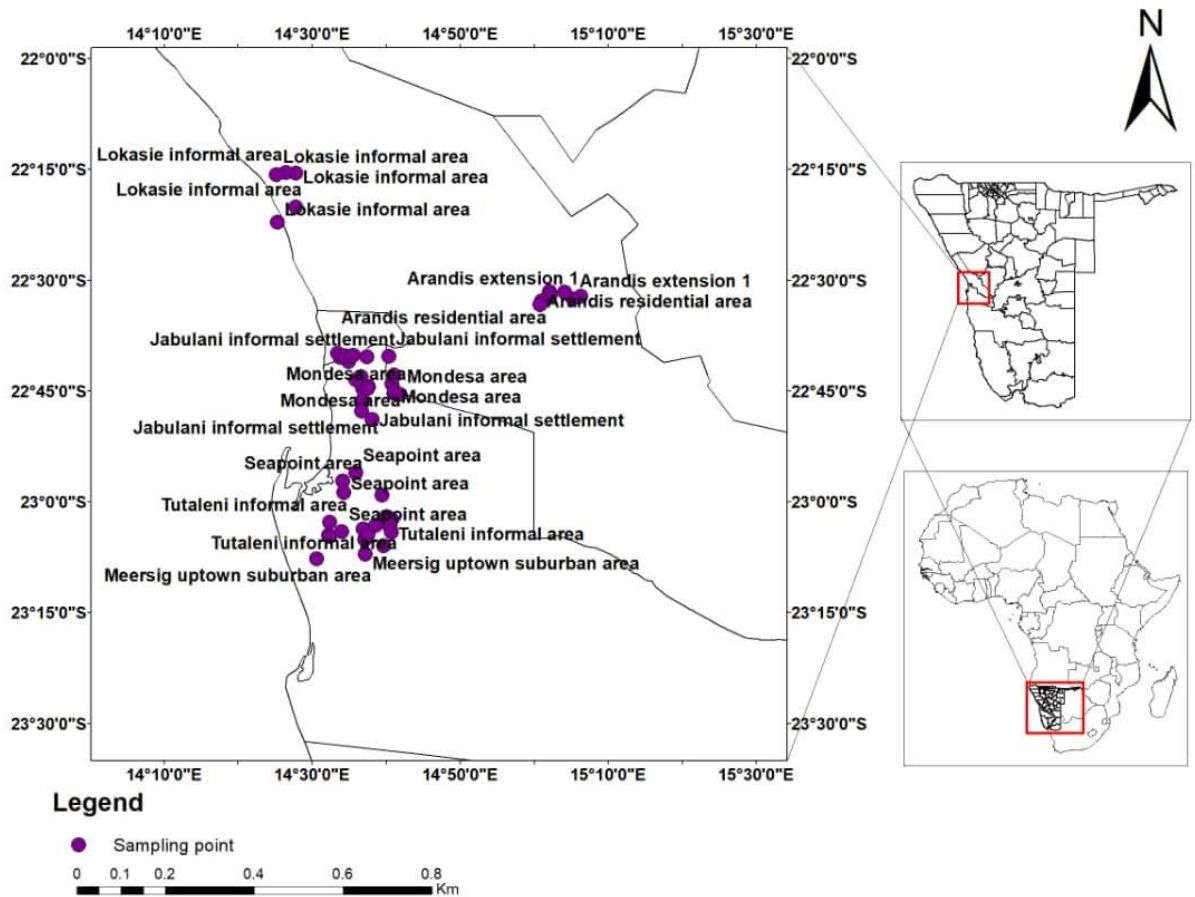 N
14°10'0"E 14°30'0"E 14°50'0"E 15°10'0"E 15°30'0"E
22°0'0"S 22°0'0"S
Lokasie informal area Lokasie informal area
22°15'0"S 22°15'0"S
Lokasie informal area
Lokasie informal area
Lokasie informal area
22°30'0"S Arandis extension 1 Arandis extension 1 22°30'0"S
Arandis residential area
Arandis residential area
Jabulani informal settlement Jabulani informal settlement
Mondesa area Mondesa area
22°45'0"S 22°45'0"S
Mondesa area Mondesa area
Jabulani informal settlement
Jabulani informal settlement
Seapoint area
Seapoint area
Seapoint area
23°0'0"S 23°0'0"S
Tutaleni informal area
Seapoint area
Tutaleni informal area
Tutaleni informal area
Meersig uptown suburban area
Meersig uptown suburban area
23°15'0"S 23°15'0"S
23°30'0"S 23°30'0"S
14°10'0"E 14°30'0"E 14°50'0"E 15°10'0"E 15°30'0"E
Legend
Sampling point
0 0.1 0.2 0.4 0.6 0.8
Km